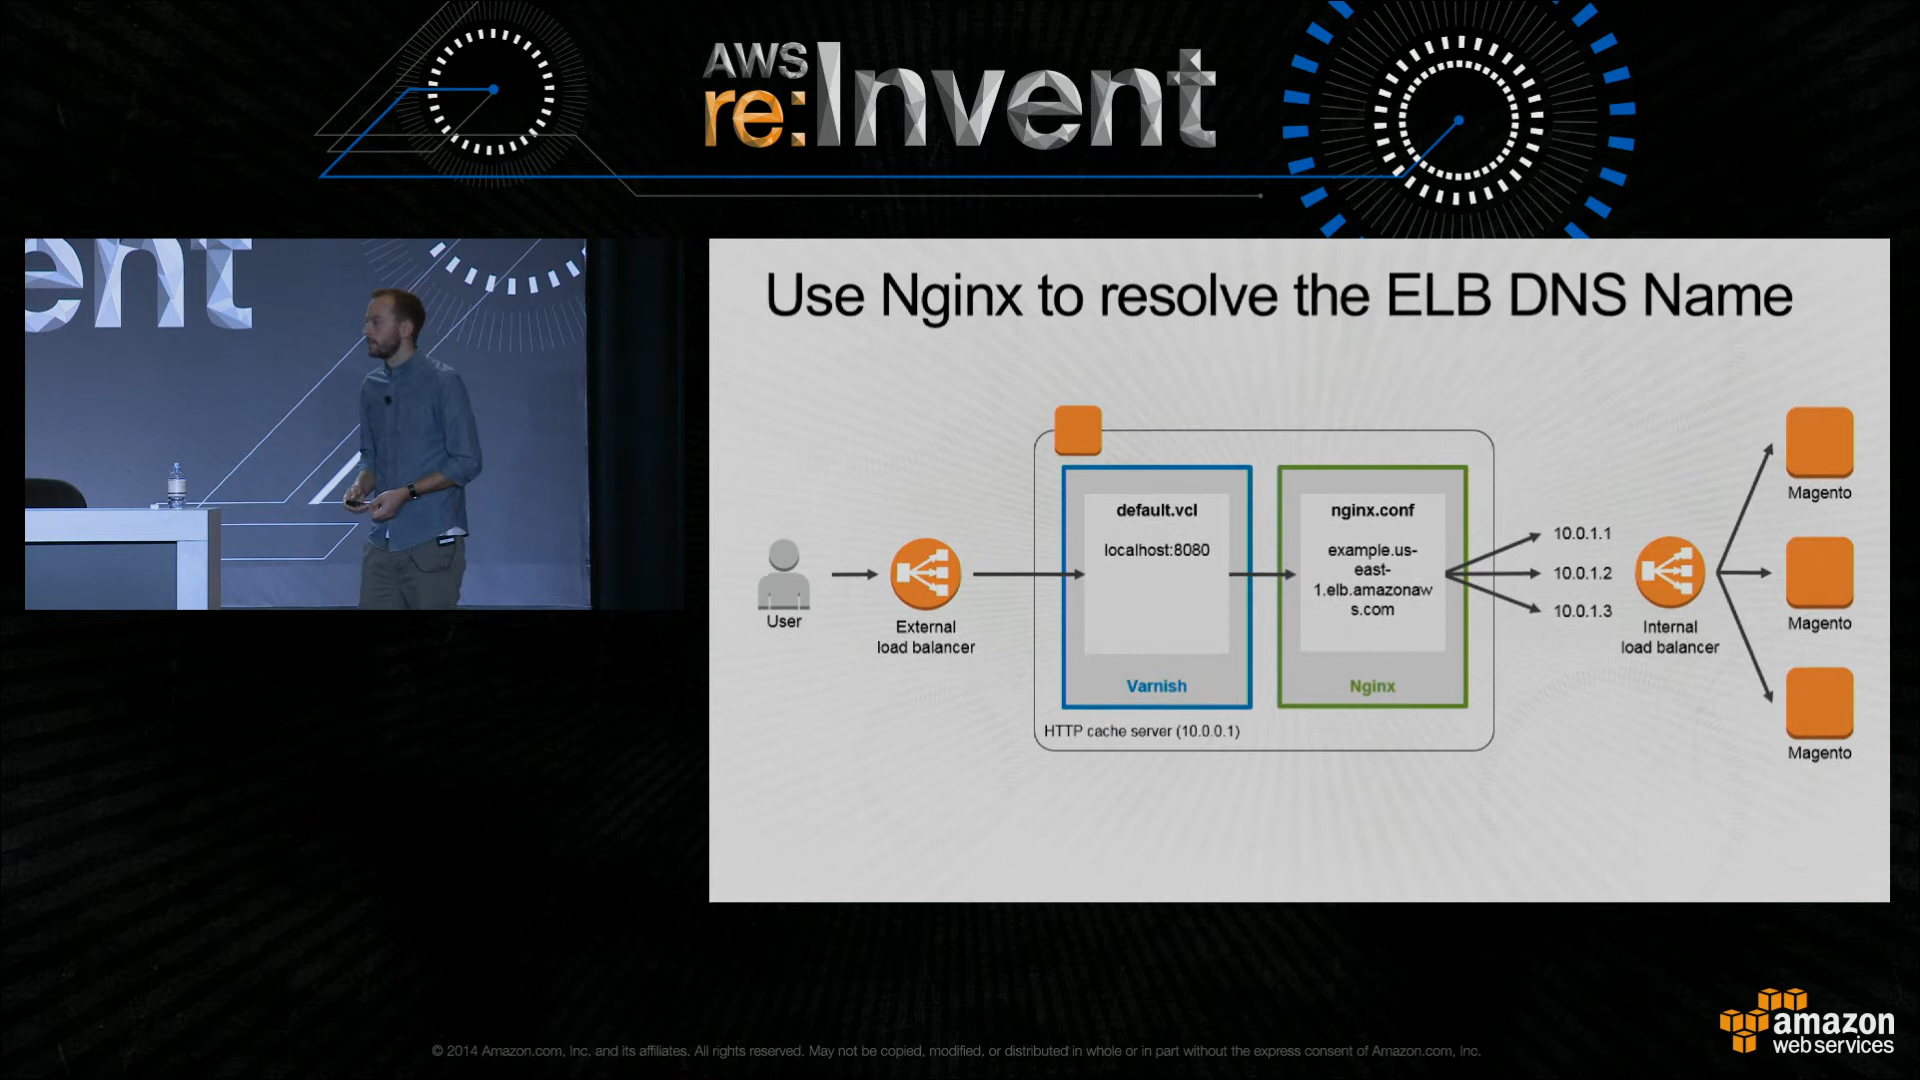 AWS
re:Invent
ent
Use Nginx to resolve the ELB DNS Name
User
External
load balancer
default.vcl
localhost:8080
Varnish
nginx.conf
example.us-
east-
1.elb.amazonaw
s.com
Nginx
HTTP cache server (10.0.0.1)
10.0.1.1
10.0.1.2
10.0.1.3
Internal
load balancer
Magento
Magento
Magento
amazon
web services
© 2014 Amazon.com, Inc. and its affiliates. All rights reserved. May not be copied, modified, or distributed in whole or in part without the express consent of Amazon.com, Inc.